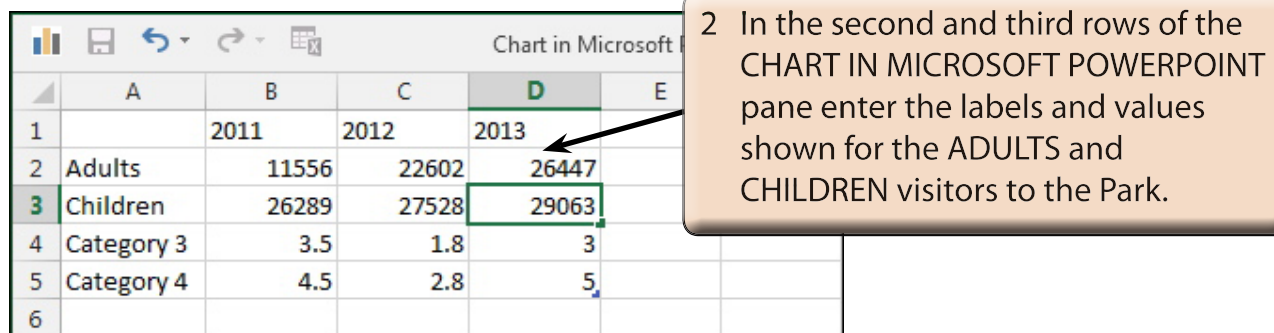 Chart in Microsoft
2 In the second and third rows of the
CHART IN MICROSOFT POWERPOINT
pane enter the labels and values
shown for the ADULTS and
CHILDREN visitors to the Park.
A B C D E
1 2011 2012 2013
2 Adults 11556 22602 26447
3 Children 26289 27528 29063
4 Category 3 3.5 1.8 3
5 Category 4 4.5 2.8 5
6